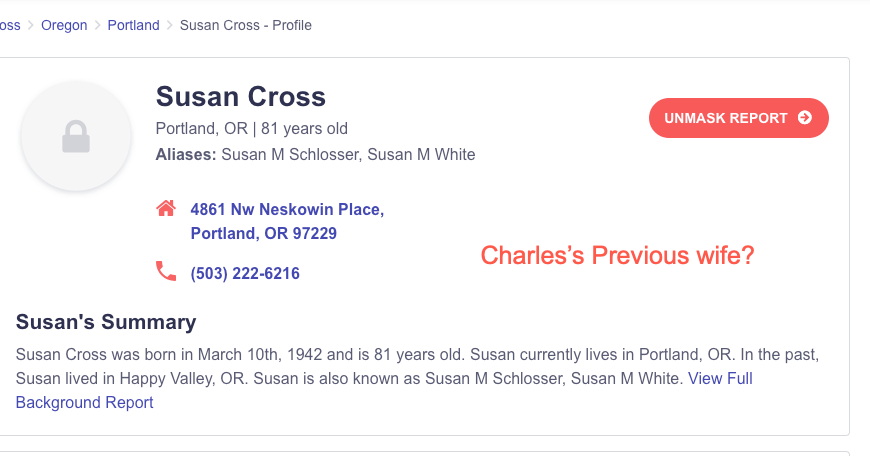 oss > Oregon > Portland > Susan Cross - Profile
Susan Cross
Portland, OR | 81 years old
UNMASK REPORT
Aliases: Susan M Schlosser, Susan M White
4861 Nw Neskowin Place,
Portland, OR 97229
Charles's Previous wife?
(503) 222-6216
Susan's Summary
Susan Cross was born in March 10th, 1942 and is 81 years old. Susan currently lives in Portland, OR. In the past,
Susan lived in Happy Valley, OR. Susan is also known as Susan M Schlosser, Susan M White. View Full
Background Report